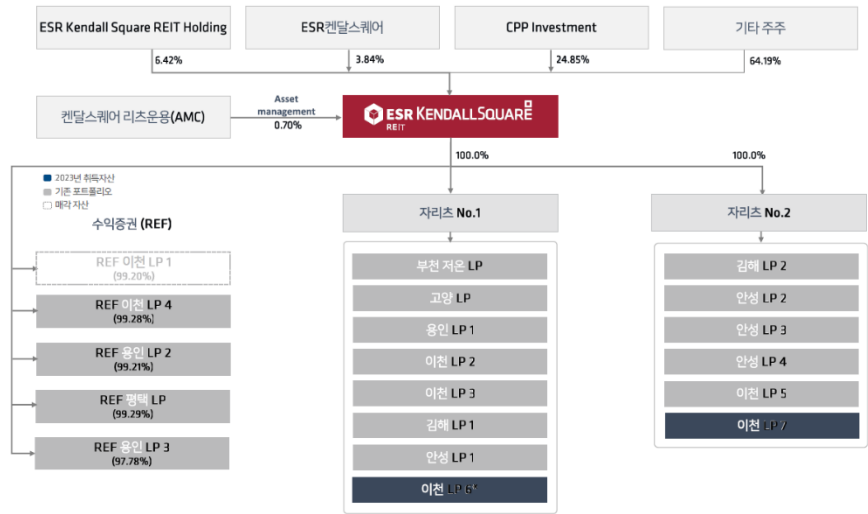 ESR Kendall Square REIT Holding
ESR켄달스퀘어
CPP Investment
기타 주주
6.42%
3.84%
24.85%
64.19%
켄달스퀘어 리츠운용(AMC)
Asset
management
0.70%
ESR KENDALL SQUARE
REIT
100.0%
100.0%
2023년 취득자산
기존 포트폴리오
매각 자산
수익증권 (REF)
REF 이천 LP 1
(99.20%)
REF 이천 LP 4
(99.28%)
REF 용인 LP 2
(99.21%)
REF 평택 LP
(99.29%)
REF 용인 LP 3
(97.78%)
자리츠 No.1
부천 저온 LP
고양 LP
용인 LP 1
이천 LP 2
이천 LP 3
김해 LP 1
안성 LP 1
이천 LP 6*
자리츠 No.2
김해 LP 2
안성 LP 2
안성 LP 3
안성 LP 4
이천 LP 5
이천 LP 7